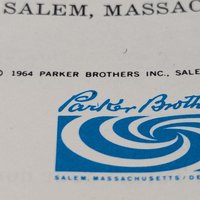 SALEM, MASSAC
© 1964 PARKER BROTHERS INC., SALE
Parker Broth
SALEM, MASSACHUSETTS/DE